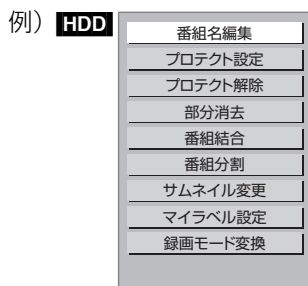 例）HDD
番組名編集
プロテクト設定
プロテクト解除
部分消去
番組結合
番組分割
サムネイル変更
マイラベル設定
録画モード変換